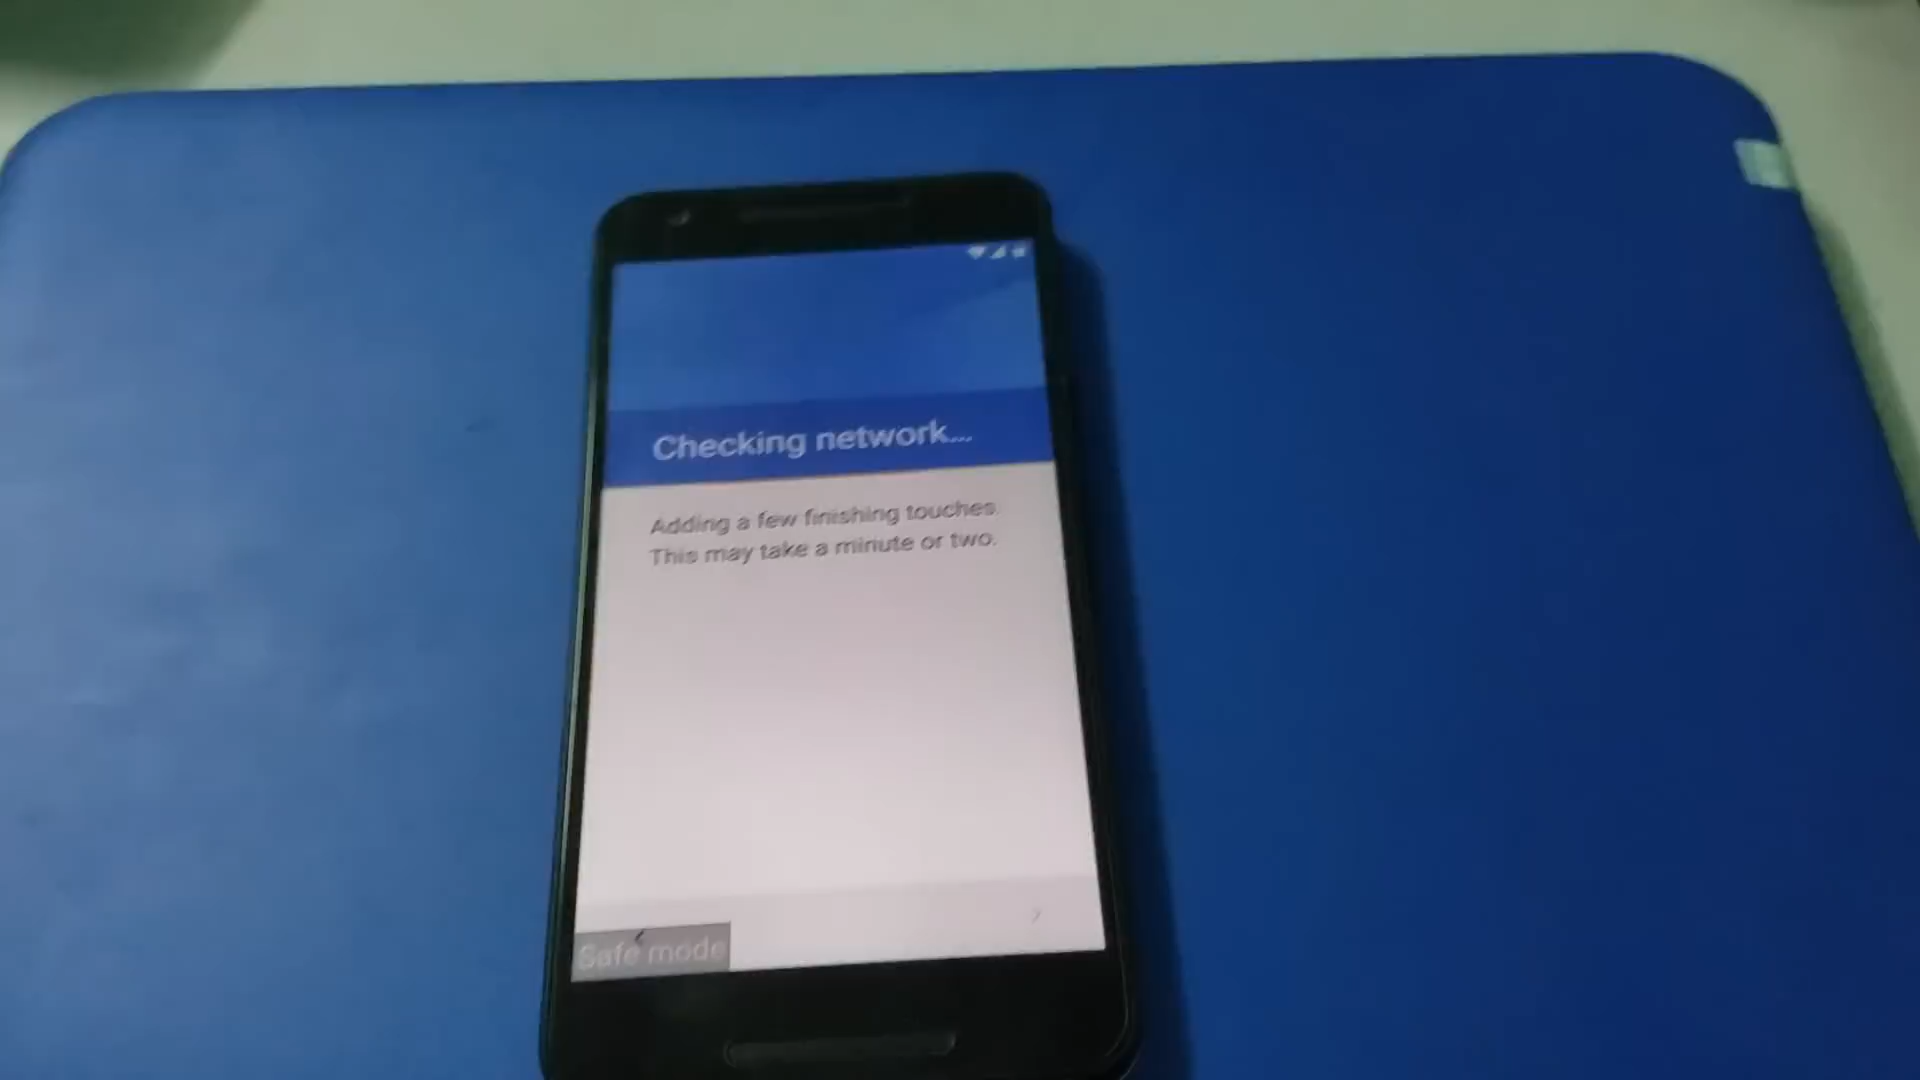 Checking network...
Adding a few finishing touches.
This may take a minute or two.
Safe mode